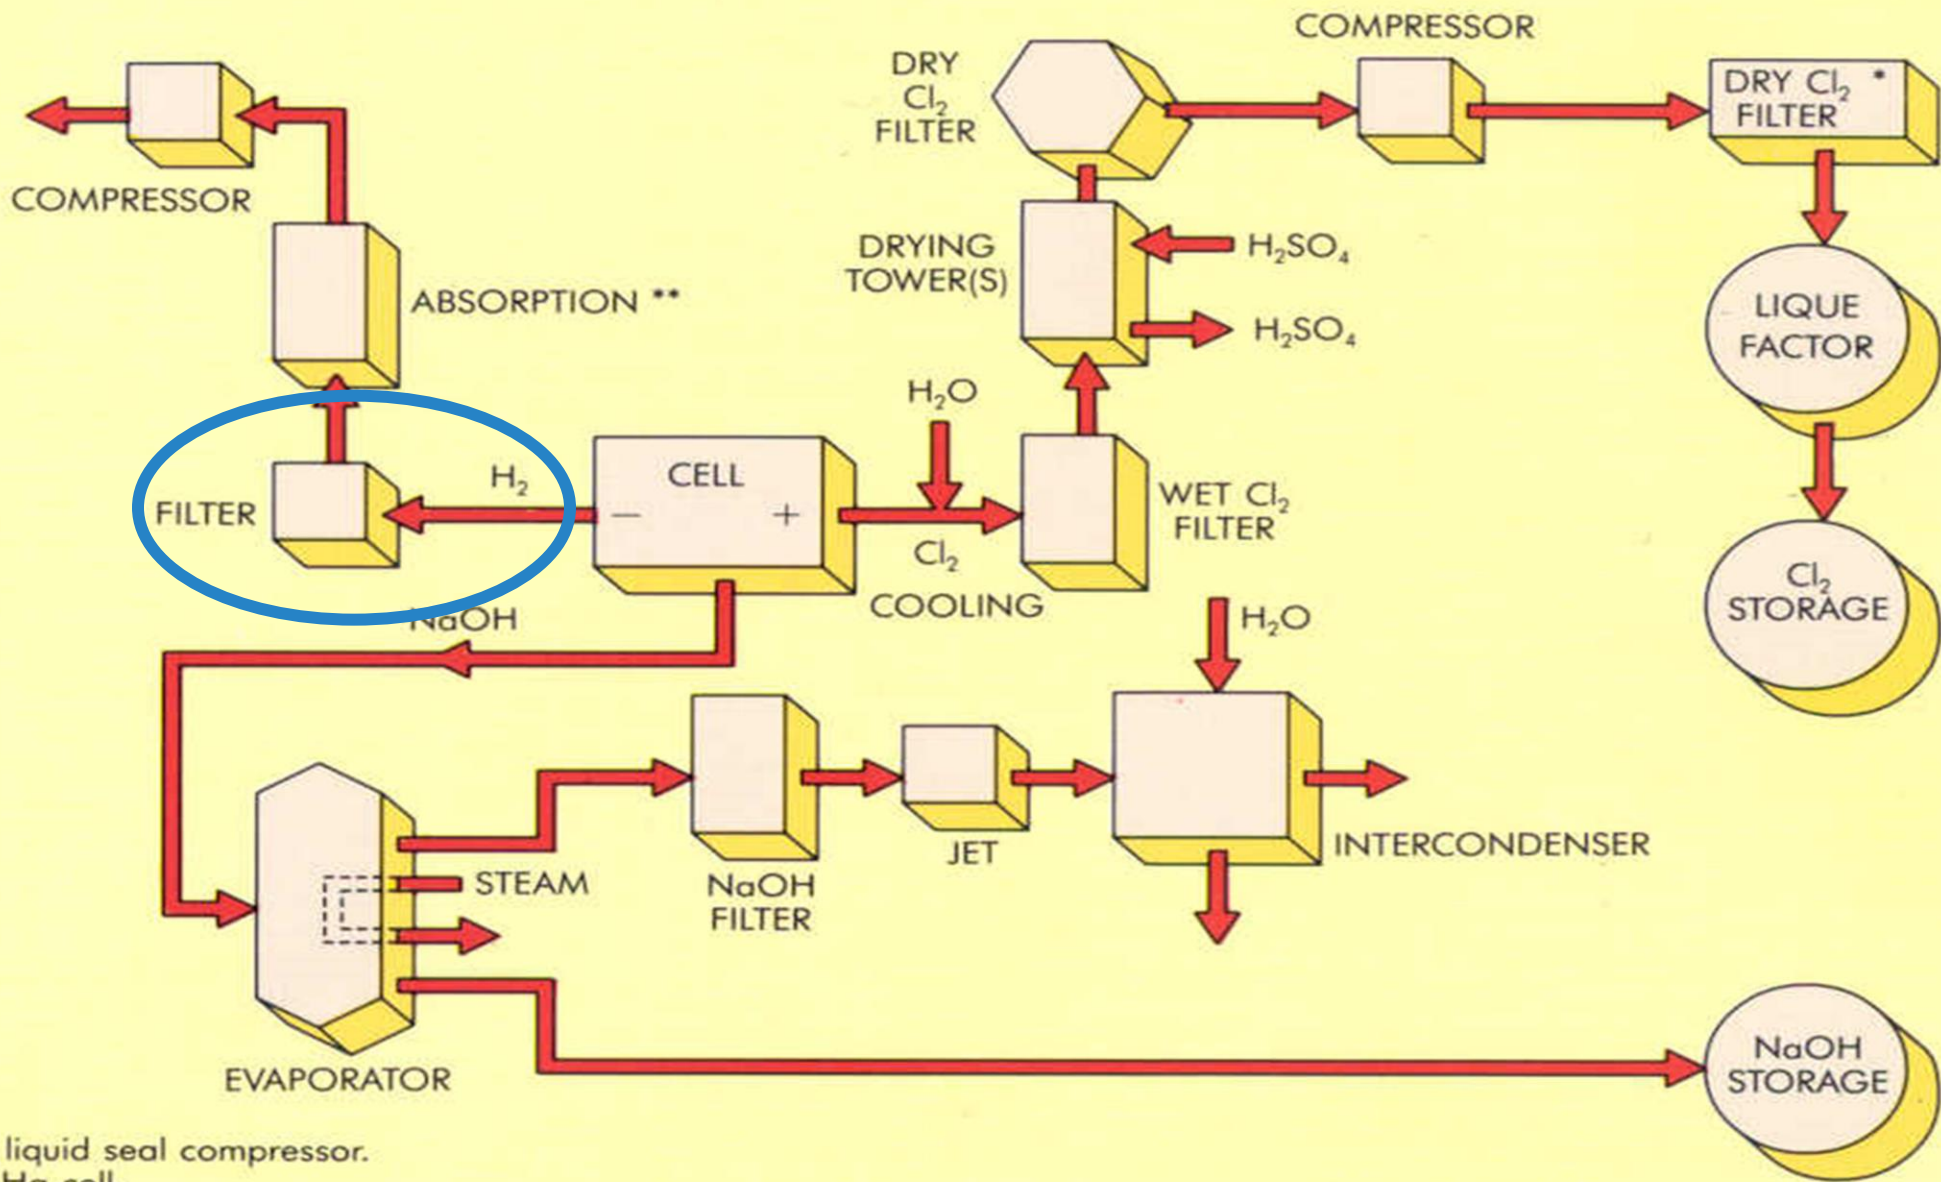 COMPRESSOR
DRY
Cl₂
FILTER
DRY Cl₂ *
FILTER
COMPRESSOR
ABSORPTION **
DRYING
TOWER(S)
H₂SO₄
H₂SO₄
LIQUE
FACTOR
H₂O
H₂
CELL
− +
FILTER
WET Cl₂
FILTER
Cl₂
COOLING
Cl₂
STORAGE
NaOH
H₂O
STEAM
NaOH
FILTER
JET
INTERCONDENSER
EVAPORATOR
NaOH
STORAGE
liquid seal compressor.
Hg cell